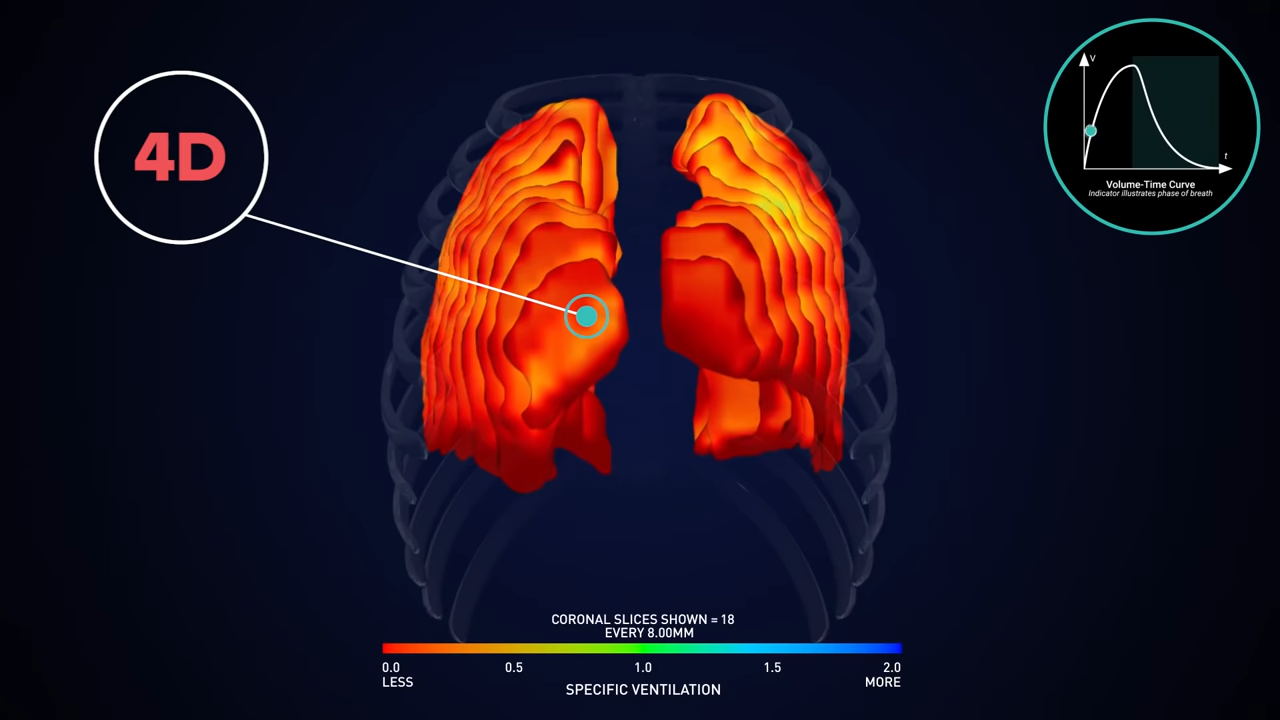 4D
V
t
Volume-Time Curve
Indicator illustrates phase of breath
CORONAL SLICES SHOWN = 18
EVERY 8.00MM
0.0 0.5 1.0 1.5 2.0
LESS MORE
SPECIFIC VENTILATION